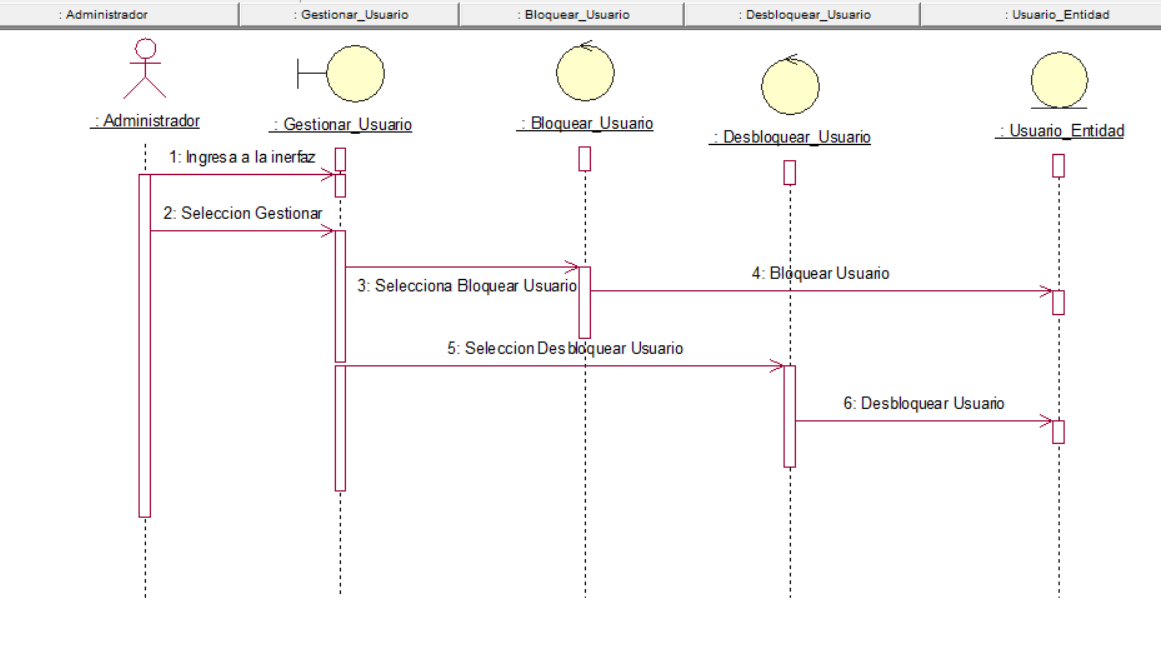 : Administrador
: Gestionar_Usuario
: Bloquear_Usuario
: Desbloquear_Usuario
: Usuario_Entidad
: Administrador
: Gestionar_Usuario
: Bloquear_Usuario
: Desbloquear_Usuario
: Usuario_Entidad
1: Ingresa a la inerfaz
2: Seleccion Gestionar
3: Selecciona Bloquear Usuario
4: Bloquear Usuario
5: Seleccion Desbloquear Usuario
6: Desbloquear Usuario